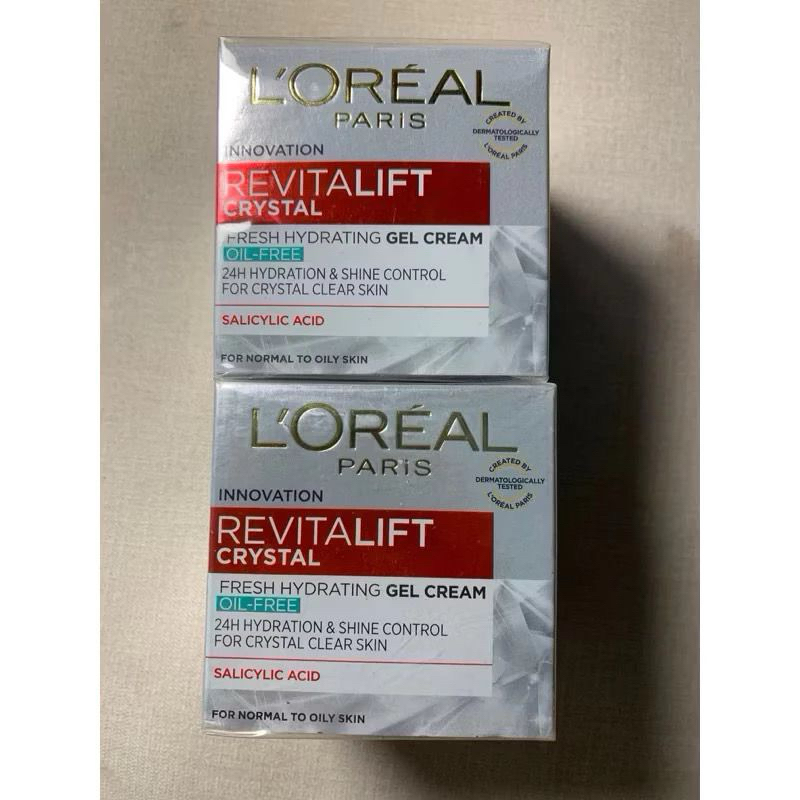 L'ORÉAL
PARIS
CREATED BY
DERMATOLOGICALLY
TESTED
L'ORÉAL PARIS
INNOVATION
REVITALIFT
CRYSTAL
FRESH HYDRATING GEL CREAM
OIL-FREE
24H HYDRATION & SHINE CONTROL
FOR CRYSTAL CLEAR SKIN
SALICYLIC ACID
FOR NORMAL TO OILY SKIN
L'ORÉAL
PARIS
CREATED BY
DERMATOLOGICALLY
TESTED
L'ORÉAL PARIS
INNOVATION
REVITALIFT
CRYSTAL
FRESH HYDRATING GEL CREAM
OIL-FREE
24H HYDRATION & SHINE CONTROL
FOR CRYSTAL CLEAR SKIN
SALICYLIC ACID
FOR NORMAL TO OILY SKIN